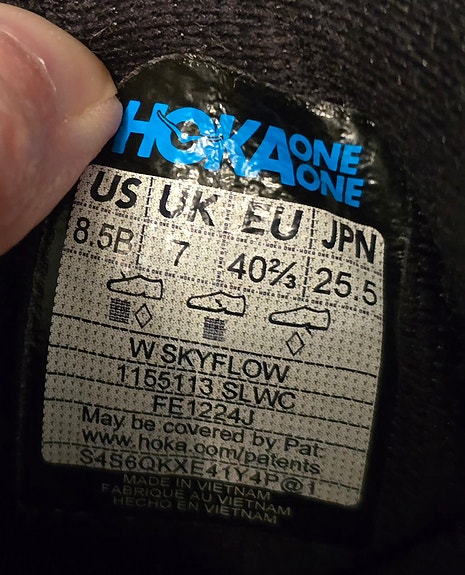 HOKA ONE ONE
US UK EU JPN
8.5B 7 40⅔ 25.5
W SKYFLOW
1155113 SLWC
FE1224J
May be covered by Pat.
www.hoka.com/patents
S4S6QKXE41Y4P@1
MADE IN VIETNAM
FABRIQUE AU VIETNAM
HECHO EN VIETNAM